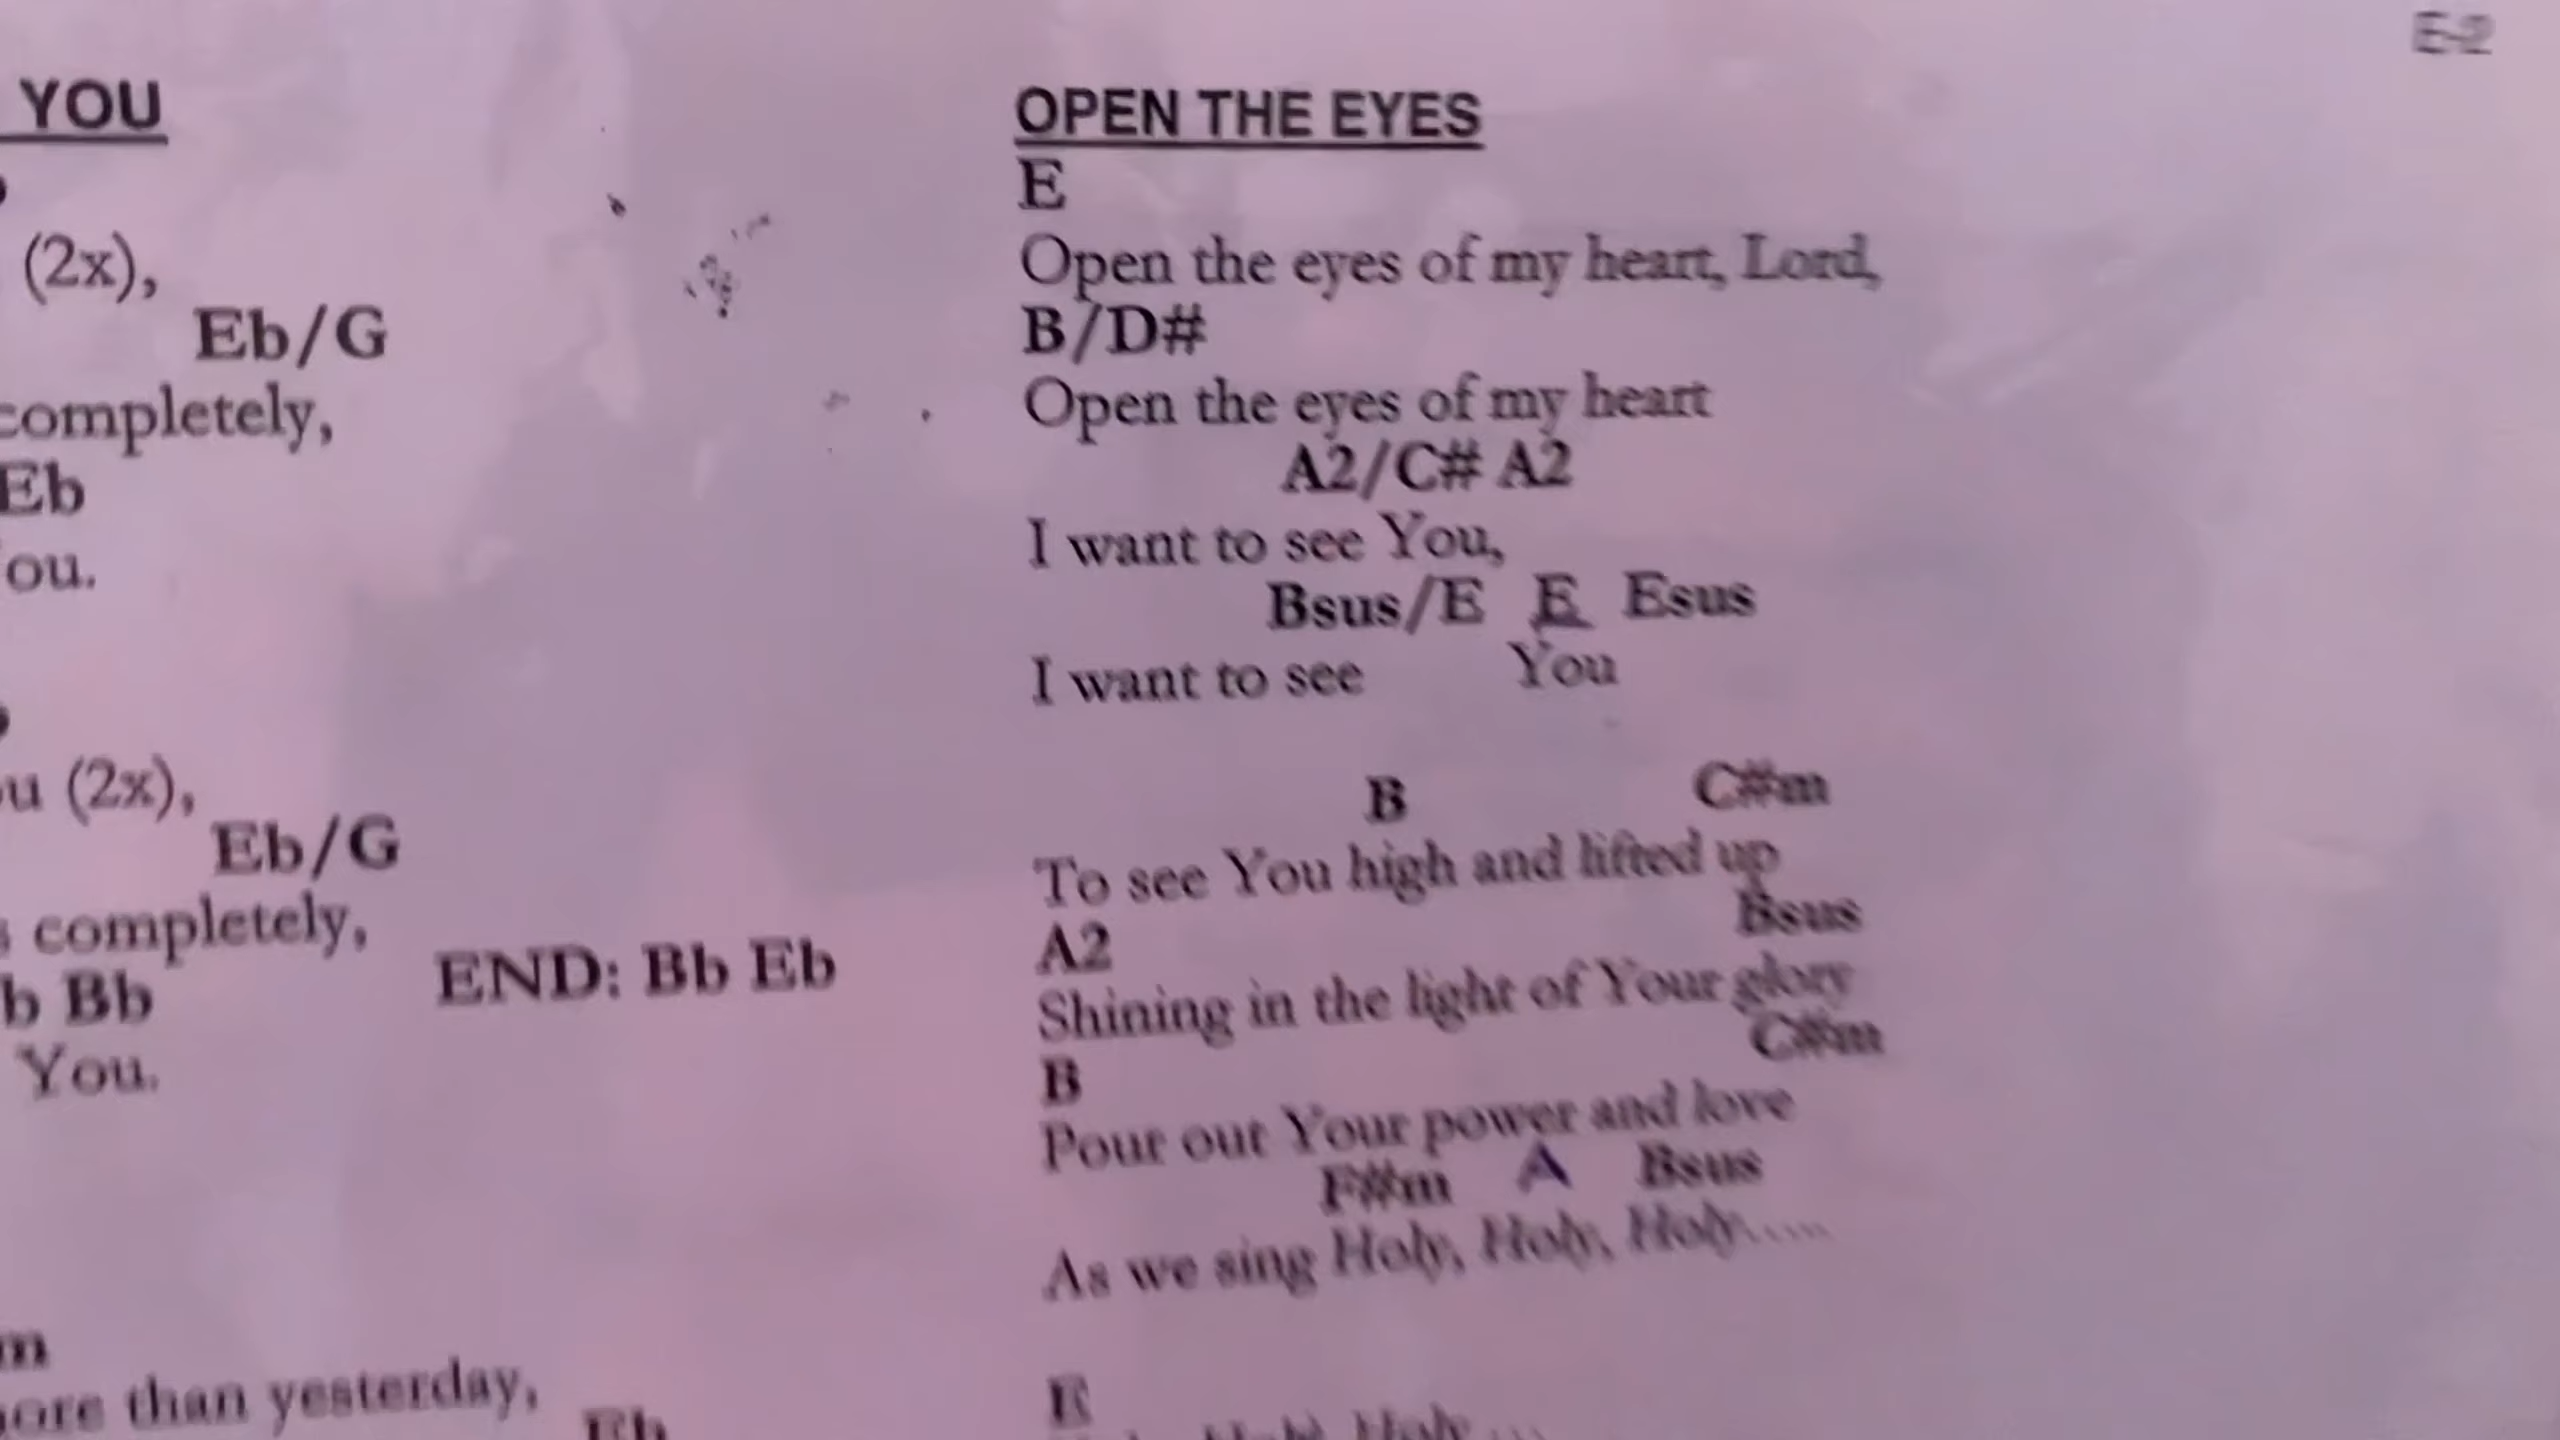 E-2
YOU
(2x),
Eb/G
completely,
Eb
ou.
u (2x),
Eb/G
completely,
b Bb
END: Bb Eb
You.
m
ore than yesterday,
Eb
OPEN THE EYES
E
Open the eyes of my heart, Lord,
B/D#
Open the eyes of my heart
A2/C# A2
I want to see You,
Bsus/E E Esus
I want to see You
B C#m
To see You high and lifted up
A2 Bsus
Shining in the light of Your glory
B C#m
Pour out Your power and love
F#m A Bsus
As we sing Holy, Holy, Holy.....
E
Holy...